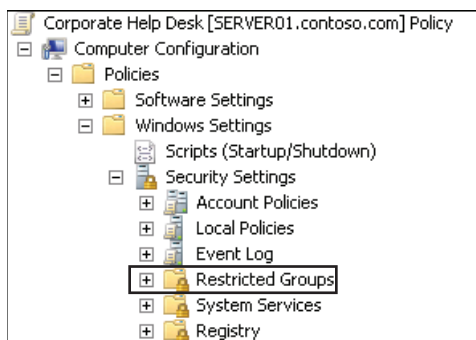 Corporate Help Desk [SERVER01.contoso.com] Policy
Computer Configuration
Policies
Software Settings
Windows Settings
Scripts (Startup/Shutdown)
Security Settings
Account Policies
Local Policies
Event Log
Restricted Groups
System Services
Registry